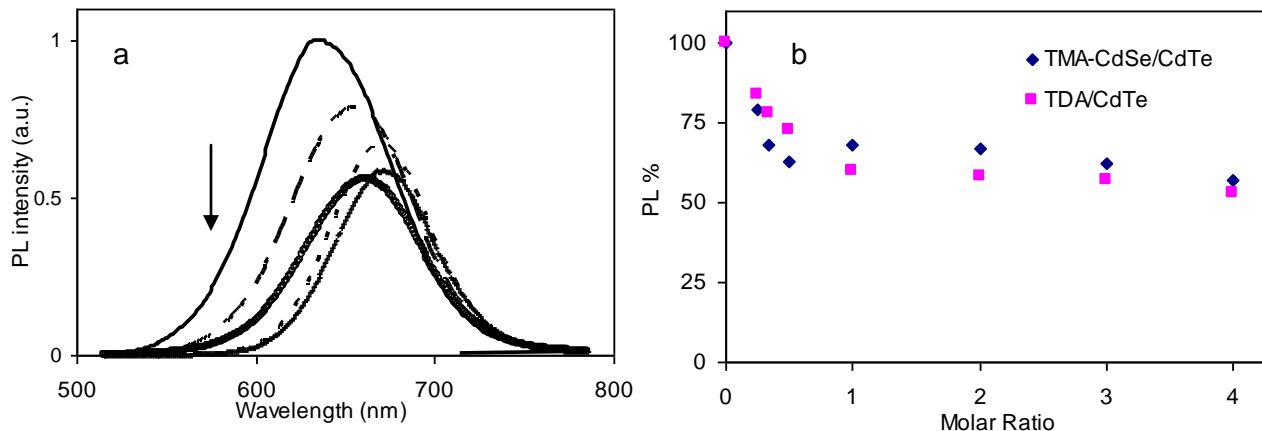 a
PL intensity (a.u.)
1
0.5
0
500 600 700 800
Wavelength (nm)
b
TMA-CdSe/CdTe
TDA/CdTe
PL %
100
75
50
25
0
0 1 2 3 4
Molar Ratio